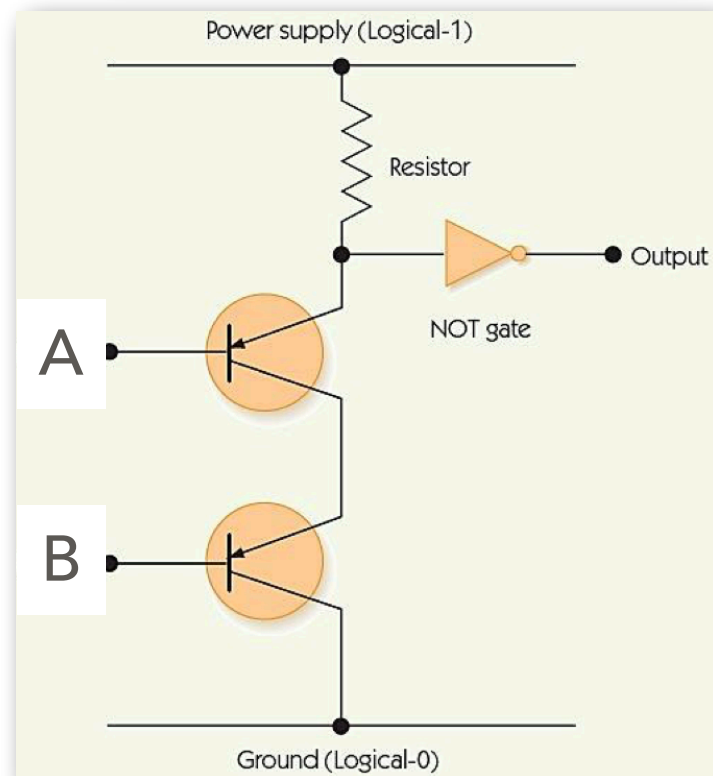 Power supply (Logical-1)
Resistor
Output
NOT gate
A
B
Ground (Logical-0)